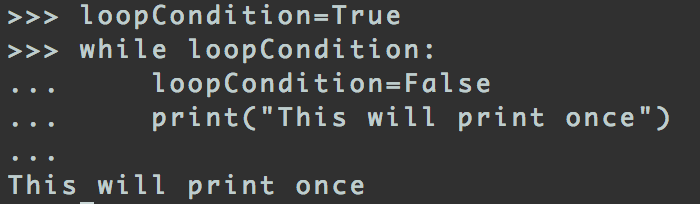 >>> loopCondition=True
>>> while loopCondition:
...     loopCondition=False
...     print("This will print once")
...
This will print once